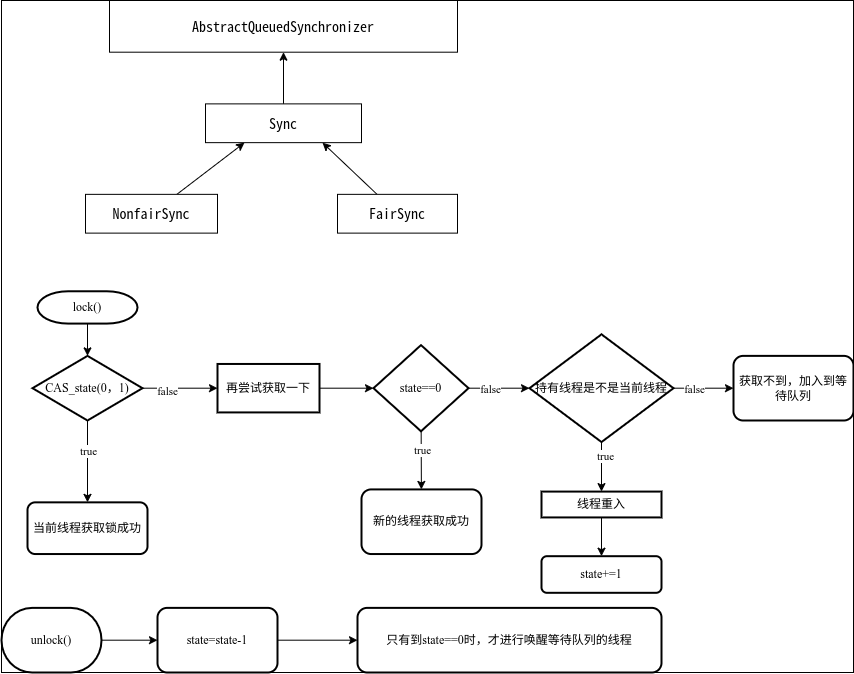 AbstractQueuedSynchronizer
Sync
NonfairSync
FairSync
lock()
CAS_state(0，1)
false
再尝试获取一下
state==0
false
持有线程是不是当前线程
false
获取不到，加入到等
待队列
true
true
true
当前线程获取锁成功
新的线程获取成功
线程重入
state+=1
unlock()
state=state-1
只有到state==0时，才进行唤醒等待队列的线程